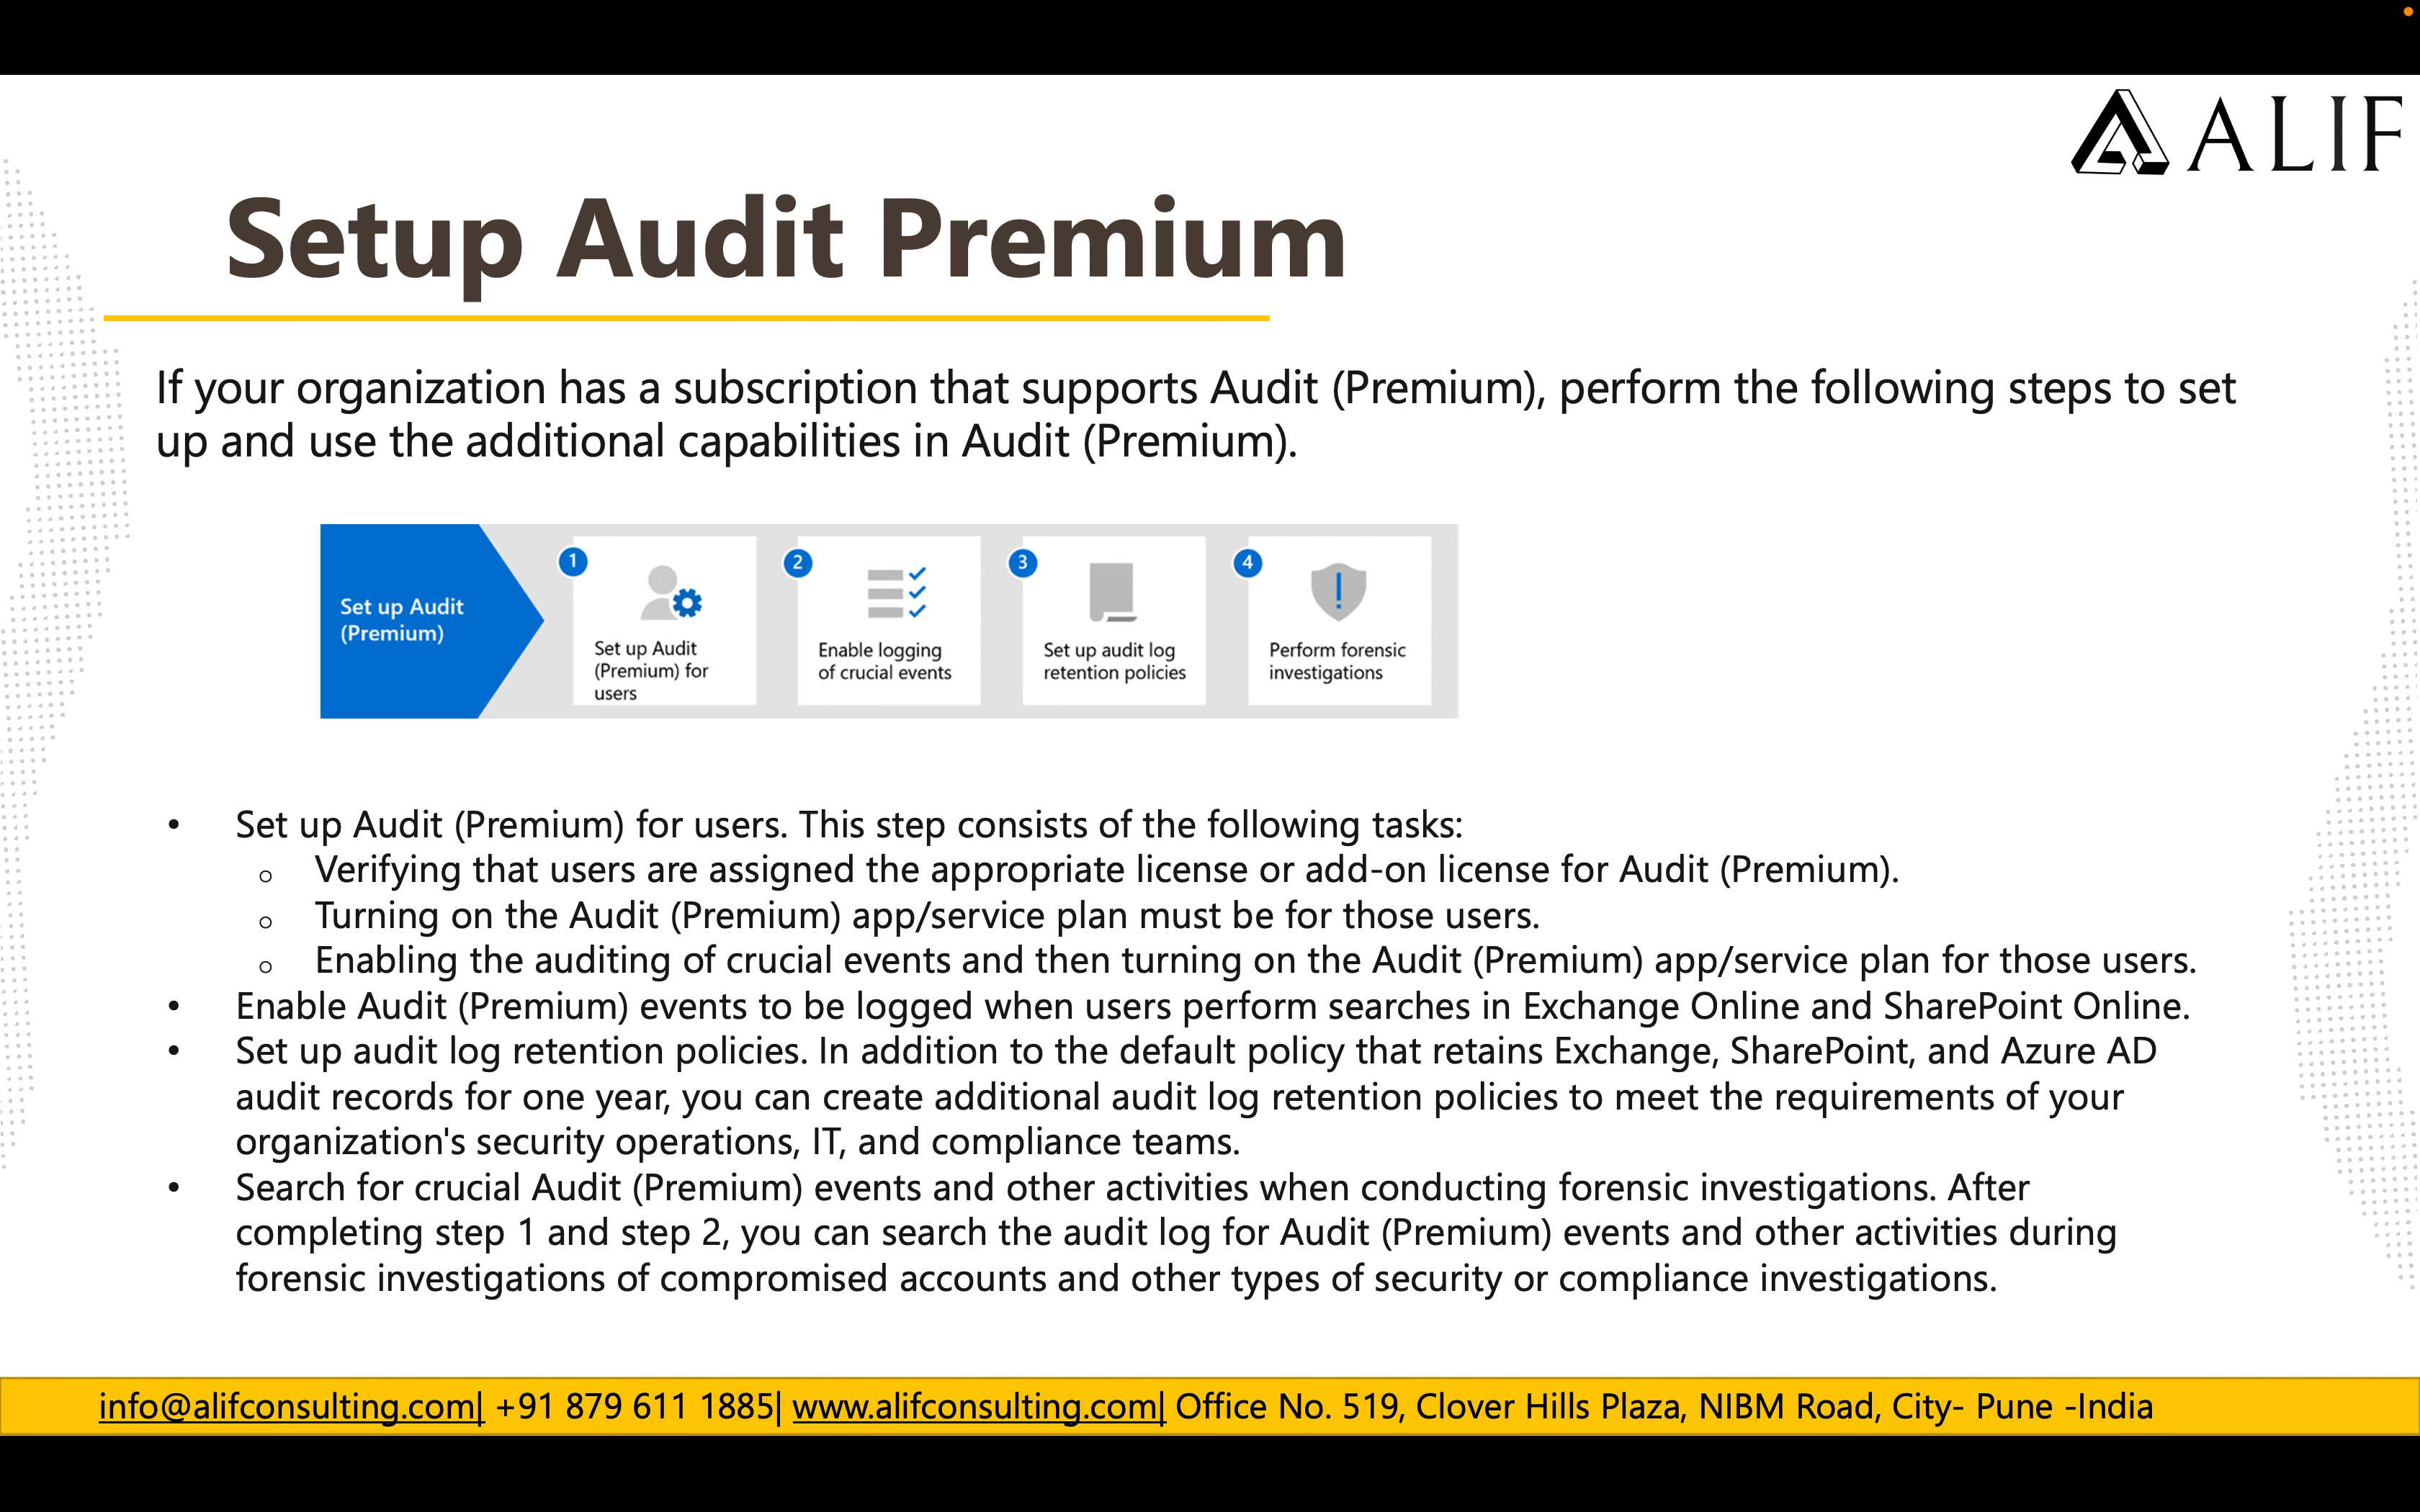 ALIF
Setup Audit Premium
If your organization has a subscription that supports Audit (Premium), perform the following steps to set
up and use the additional capabilities in Audit (Premium).
Set up Audit
(Premium)
1
Set up Audit
(Premium) for
users
2
Enable logging
of crucial events
3
Set up audit log
retention policies
4
Perform forensic
investigations
• Set up Audit (Premium) for users. This step consists of the following tasks:
o Verifying that users are assigned the appropriate license or add-on license for Audit (Premium).
o Turning on the Audit (Premium) app/service plan must be for those users.
o Enabling the auditing of crucial events and then turning on the Audit (Premium) app/service plan for those users.
• Enable Audit (Premium) events to be logged when users perform searches in Exchange Online and SharePoint Online.
• Set up audit log retention policies. In addition to the default policy that retains Exchange, SharePoint, and Azure AD
audit records for one year, you can create additional audit log retention policies to meet the requirements of your
organization's security operations, IT, and compliance teams.
• Search for crucial Audit (Premium) events and other activities when conducting forensic investigations. After
completing step 1 and step 2, you can search the audit log for Audit (Premium) events and other activities during
forensic investigations of compromised accounts and other types of security or compliance investigations.
info@alifconsulting.com| +91 879 611 1885| www.alifconsulting.com| Office No. 519, Clover Hills Plaza, NIBM Road, City- Pune -India